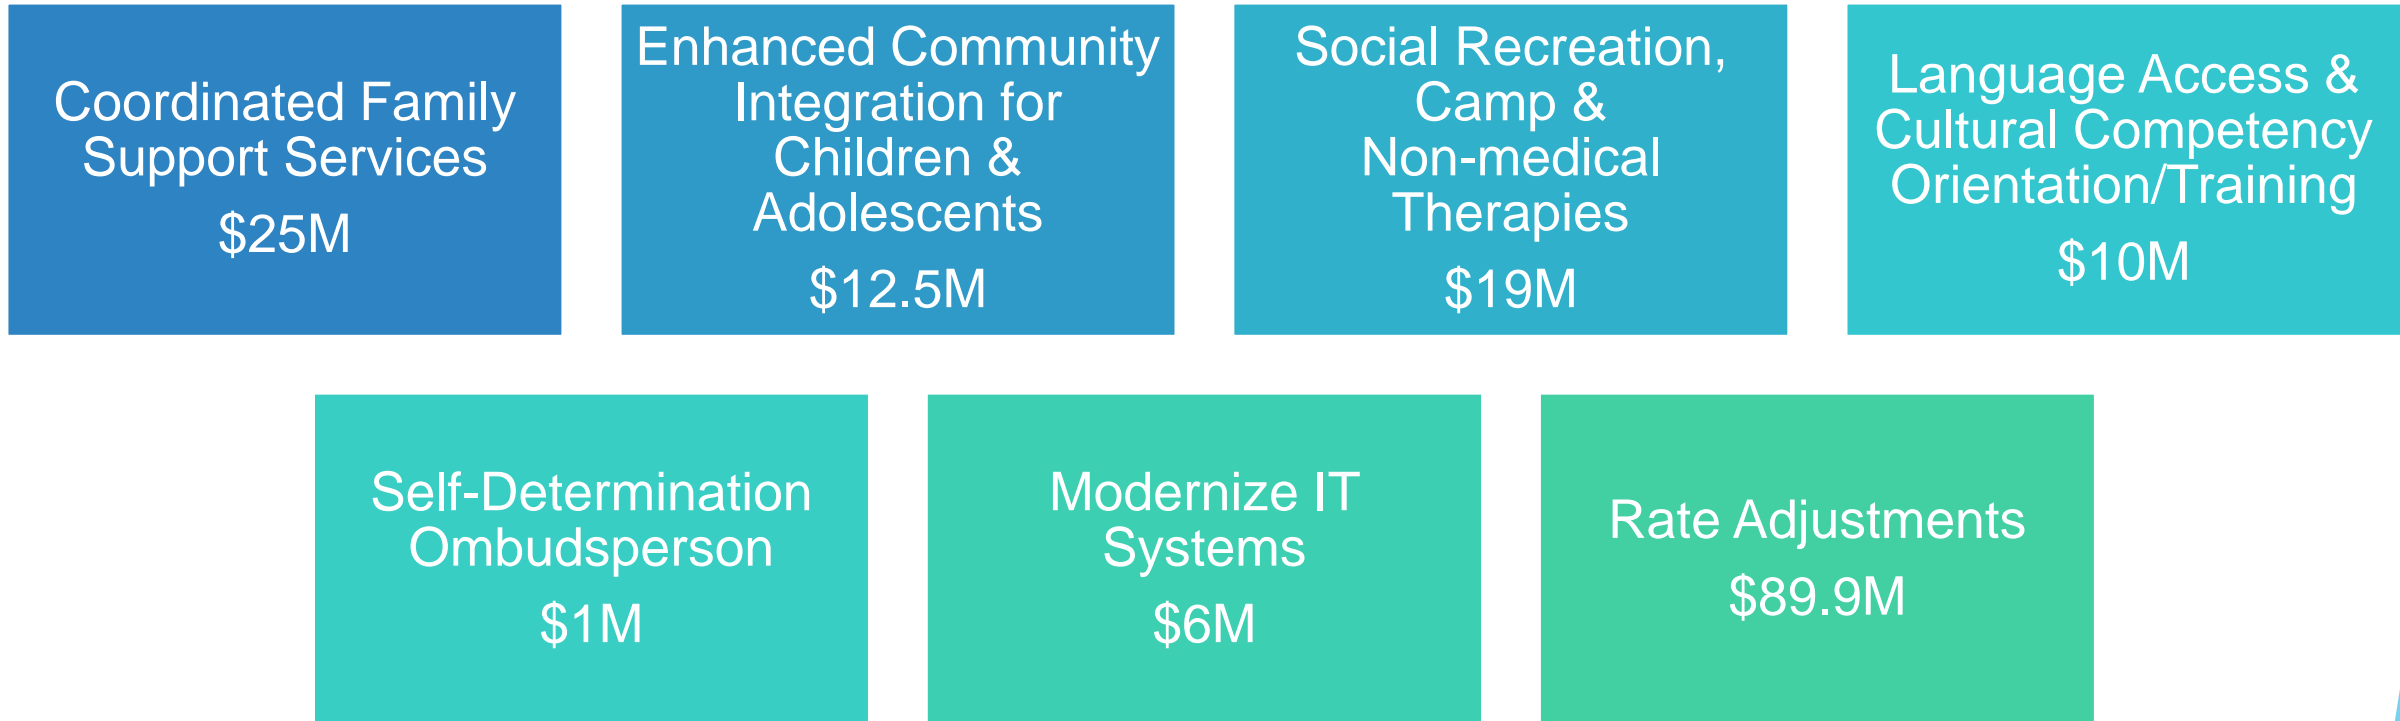 Coordinated Family
Support Services
$25M
Enhanced Community
Integration for
Children &
Adolescents
$12.5M
Social Recreation,
Camp &
Non-medical
Therapies
$19M
Language Access &
Cultural Competency
Orientation/Training
$10M
Self-Determination
Ombudsperson
$1M
Modernize IT
Systems
$6M
Rate Adjustments
$89.9M